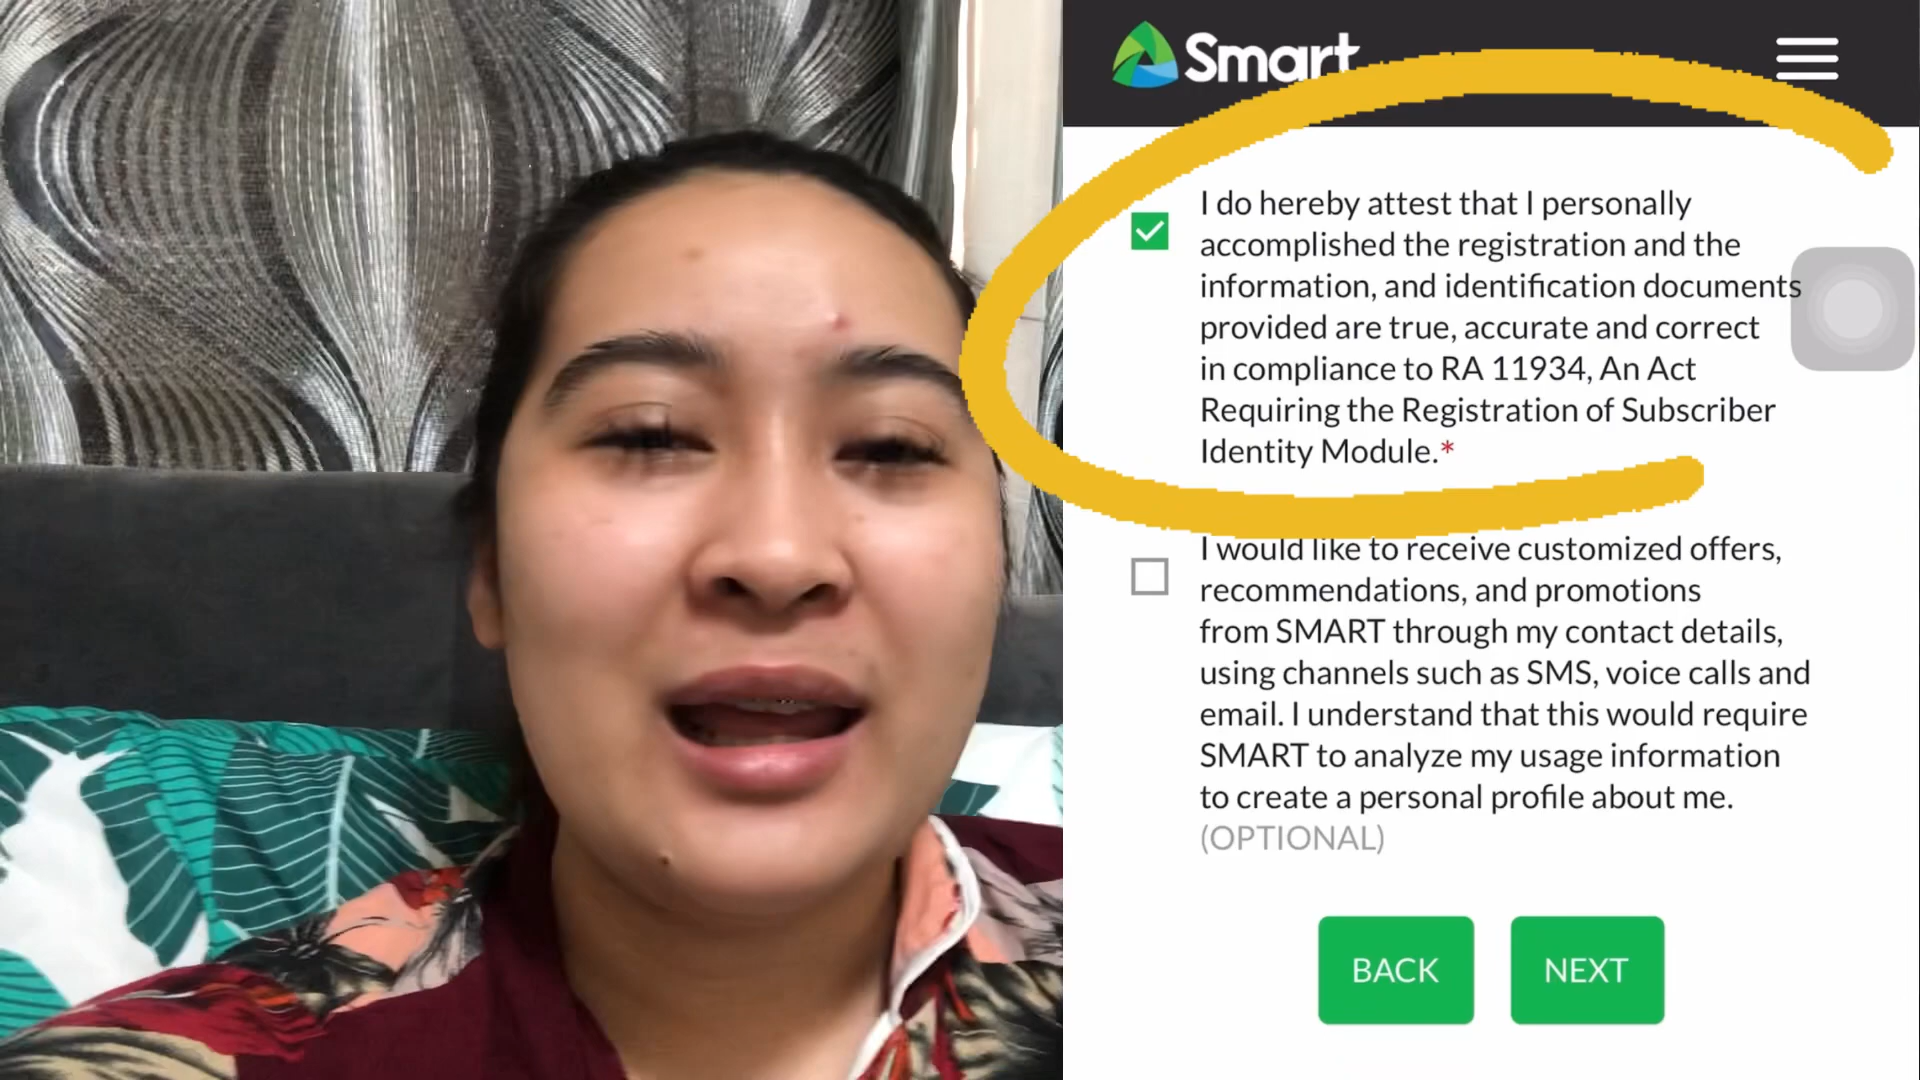 Smart
I do hereby attest that I personally
accomplished the registration and the
information, and identification documents
provided are true, accurate and correct
in compliance to RA 11934, An Act
Requiring the Registration of Subscriber
Identity Module.*
I would like to receive customized offers,
recommendations, and promotions
from SMART through my contact details,
using channels such as SMS, voice calls and
email. I understand that this would require
SMART to analyze my usage information
to create a personal profile about me.
(OPTIONAL)
BACK NEXT